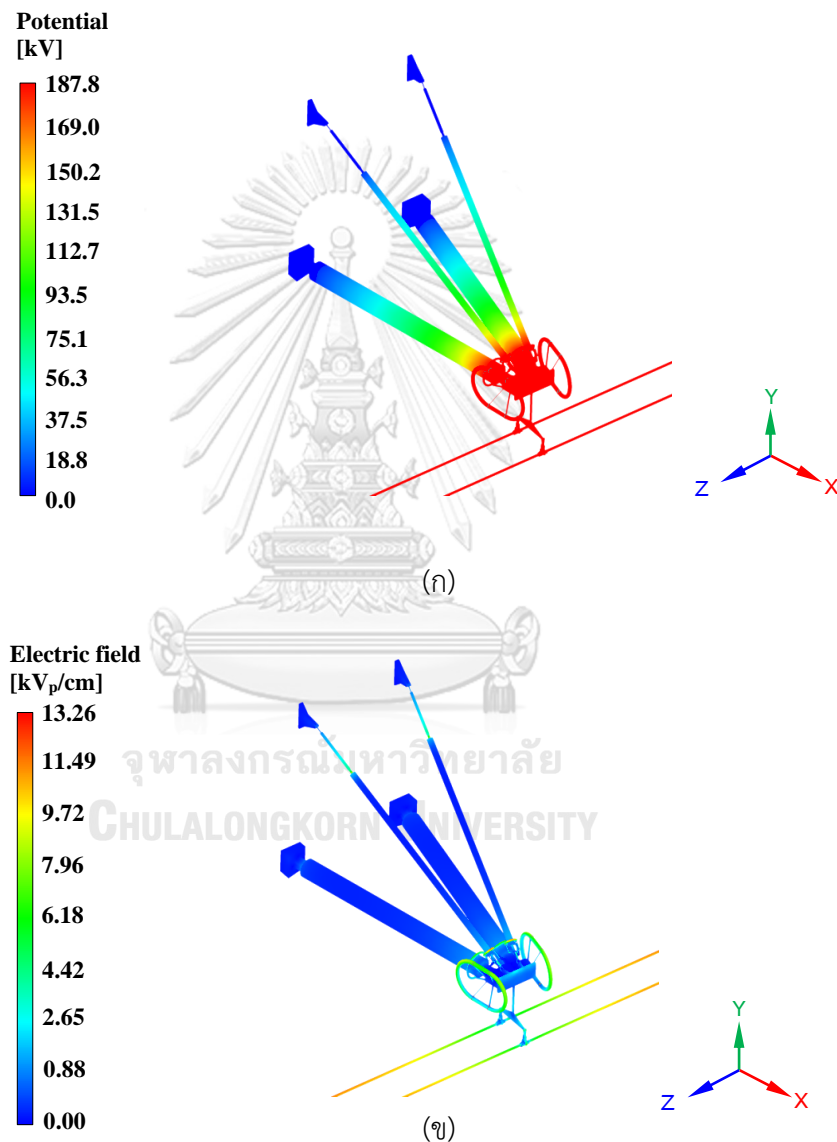 Potential
[kV]
187.8
169.0
150.2
131.5
112.7
93.5
75.1
56.3
37.5
18.8
0.0
Y
Z
X
(ก)
Electric field
[kVp/cm]
13.26
11.49
9.72
7.96
6.18
4.42
2.65
0.88
0.00
จุฬาลงกรณ์มหาวิทยาลัย
CHULALONGKORN UNIVERSITY
Y
Z
X
(ข)